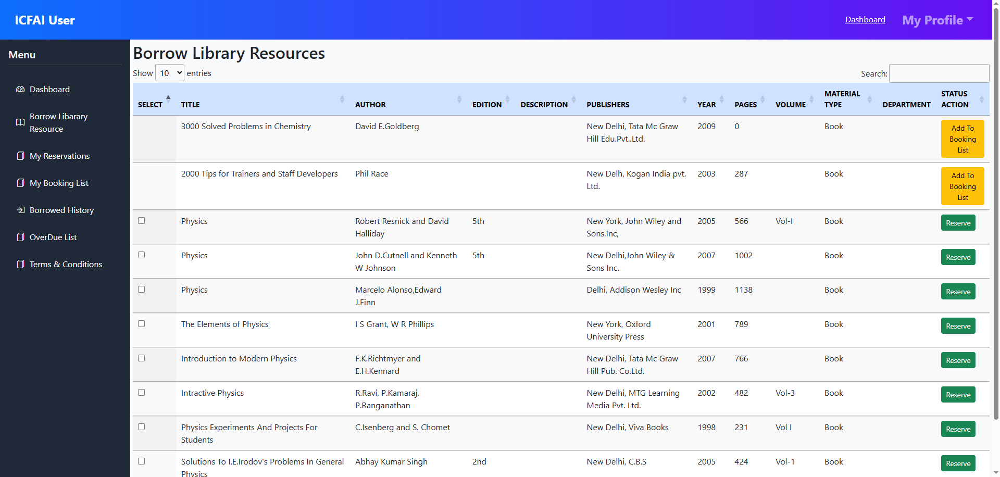 ICFAI User
Dashboard
My Profile
Menu
Dashboard
Borrow Libarary
Resource
My Reservations
My Booking List
Borrowed History
OverDue List
Terms & Conditions
Borrow Library Resources
Show 10 entries
Search:
SELECT TITLE AUTHOR EDITION DESCRIPTION PUBLISHERS YEAR PAGES VOLUME MATERIAL TYPE DEPARTMENT STATUS ACTION
3000 Solved Problems in Chemistry David E.Goldberg New Delhi, Tata Mc Graw 2009 0 Book Add To
Hill Edu.Pvt..Ltd. Booking
List
2000 Tips for Trainers and Staff Developers Phil Race New Delh, Kogan India pvt. 2003 287 Book Add To
Ltd. Booking
List
Physics Robert Resnick and David 5th New York, John Wiley and 2005 566 Vol-I Book Reserve
Halliday Sons.Inc,
Physics John D.Cutnell and Kenneth 5th New Delhi,John Wiley & 2007 1002 Book Reserve
W Johnson Sons Inc.
Physics Marcelo Alonso,Edward Delhi, Addison Wesley Inc 1999 1138 Book Reserve
J.Finn
The Elements of Physics I S Grant, W R Phillips New York, Oxford 2001 789 Book Reserve
University Press
Introduction to Modern Physics F.K.Richtmyer and New Delhi, Tata Mc Graw 2007 766 Book Reserve
E.H.Kennard Hill Pub. Co.Ltd.
Intractive Physics R.Ravi, P.Kamaraj, New Delhi, MTG Learning 2002 482 Vol-3 Book Reserve
P.Ranganathan Media Pvt. Ltd.
Physics Experiments And Projects For C.Isenberg and S. Chomet New Delhi, Viva Books 1998 231 Vol I Book Reserve
Students
Solutions To I.E.Irodov's Problems In General Abhay Kumar Singh 2nd New Delhi, C.B.S 2005 424 Vol-1 Book Reserve
Physics